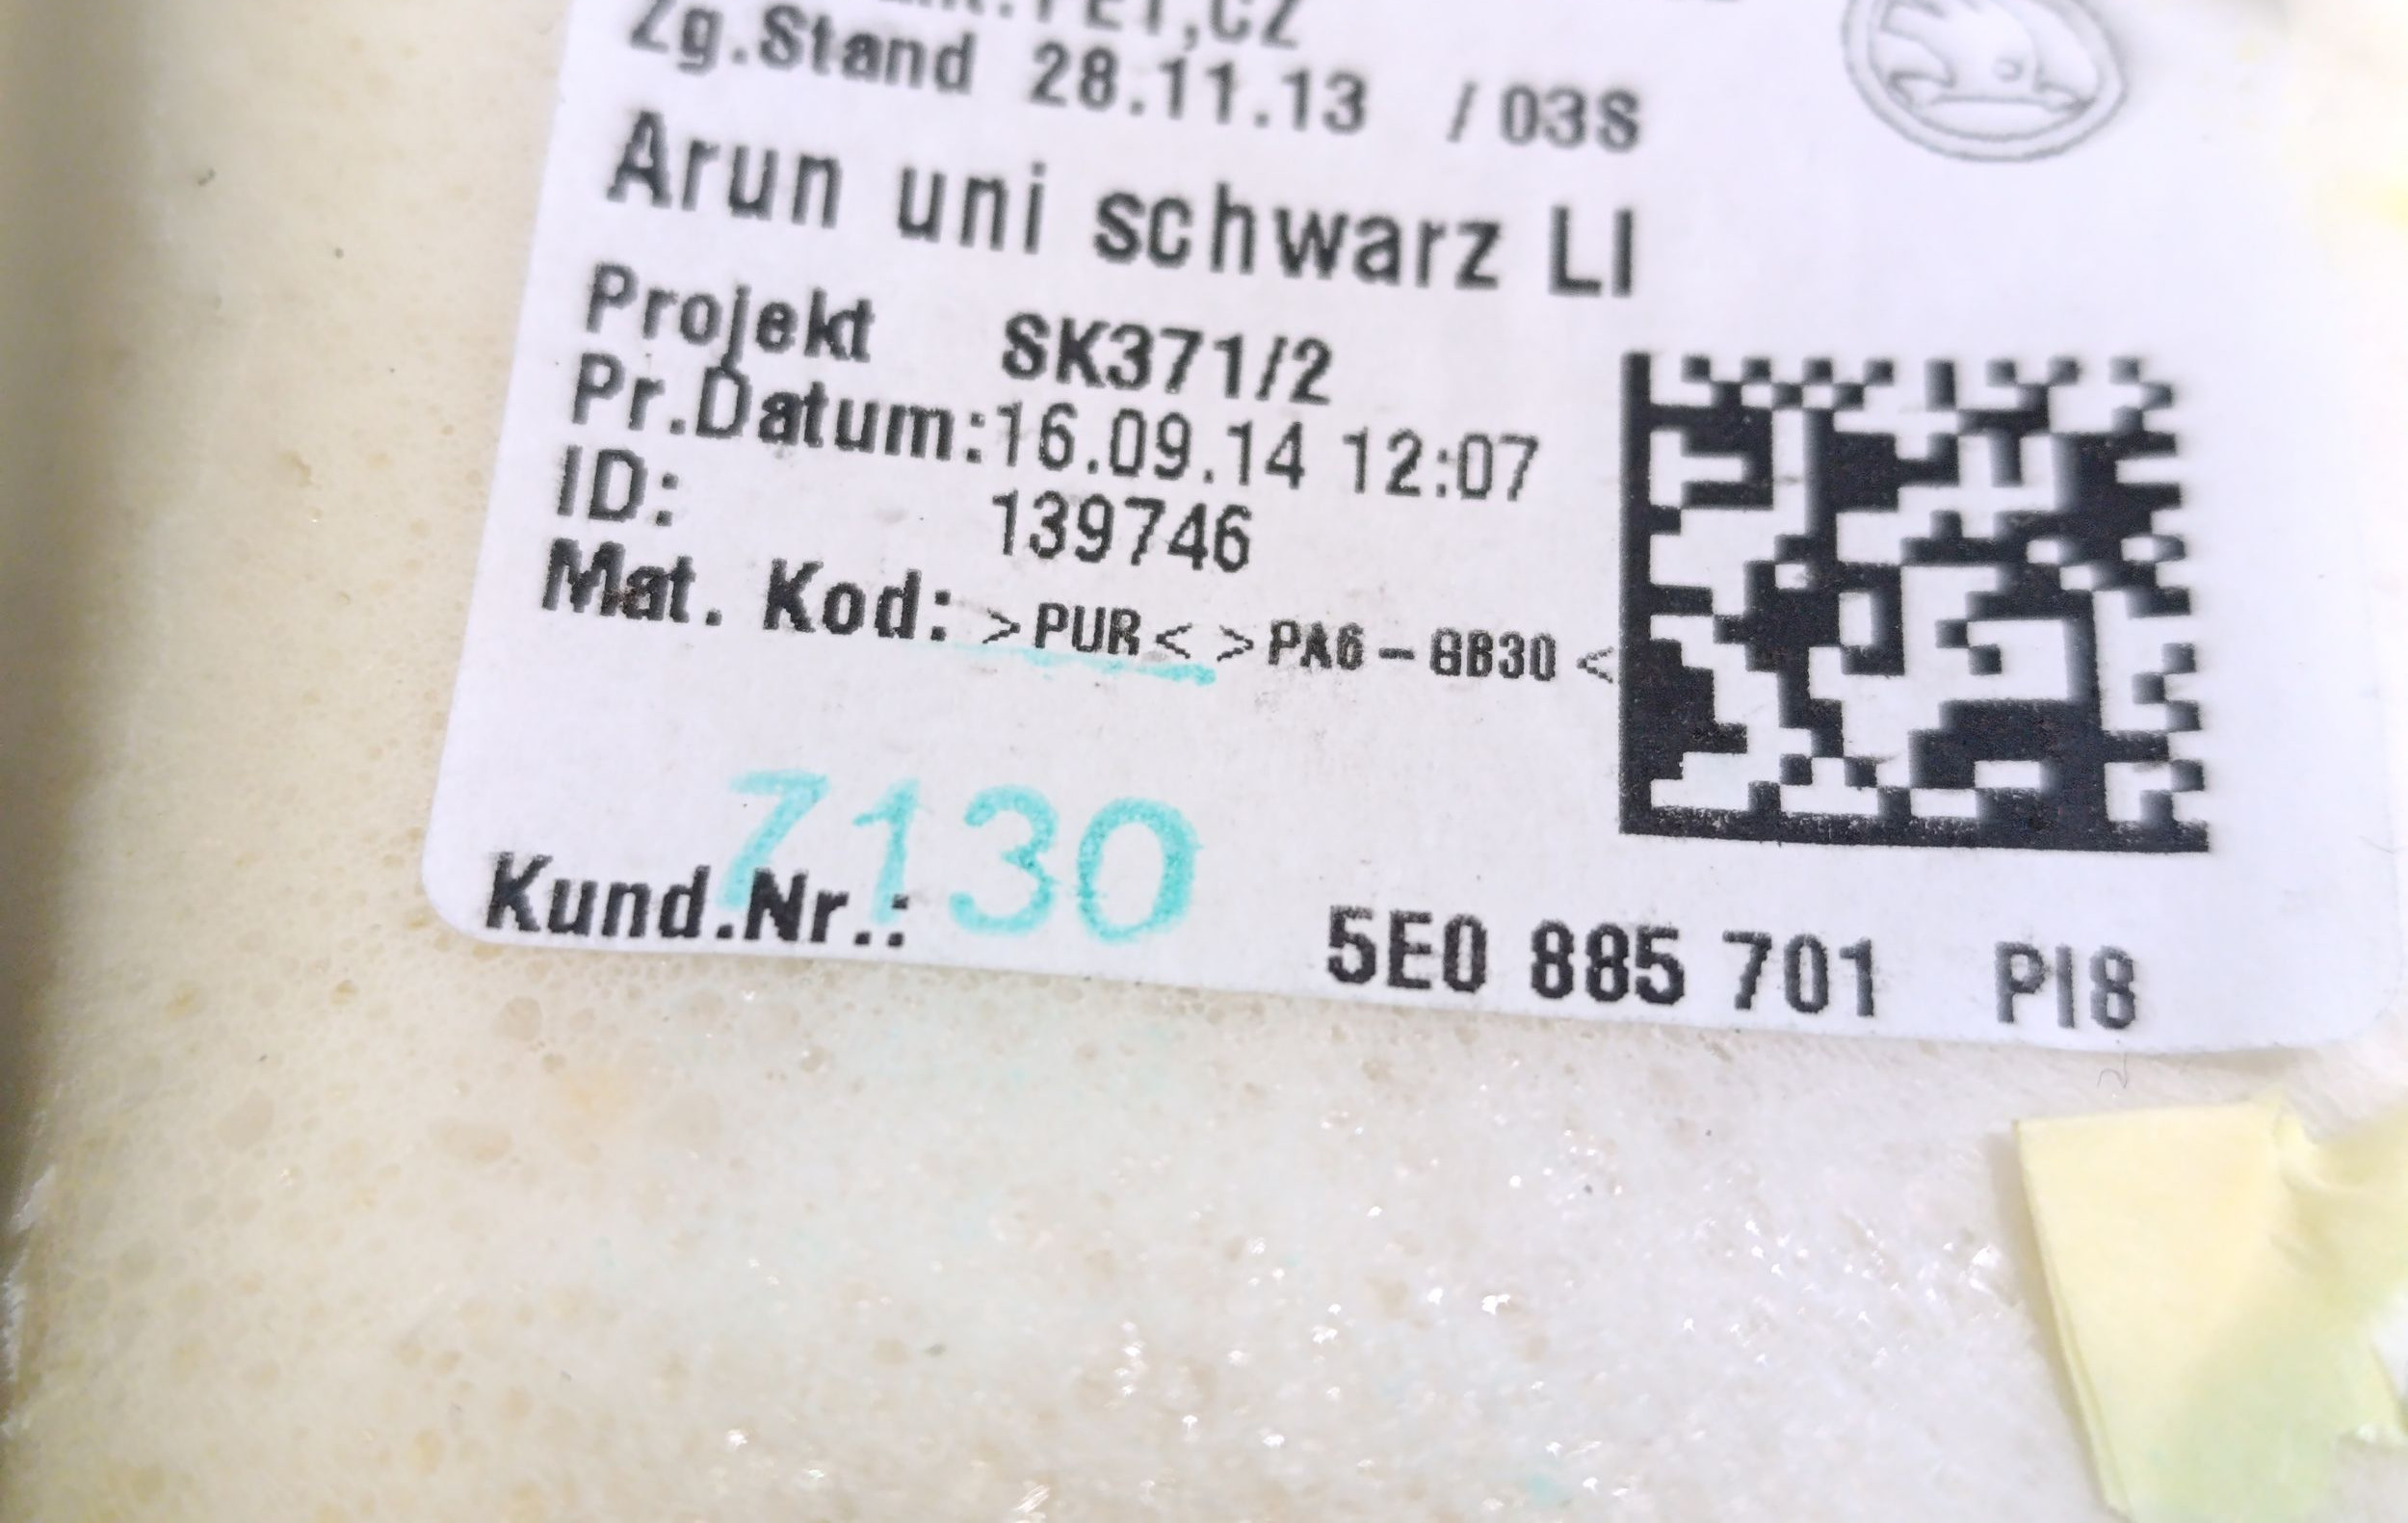 Zg.Stand 28.11.13 / 03S
Arun uni schwarz LI
Projekt SK371/2
Pr.Datum:16.09.14 12:07
ID: 139746
Mat. Kod: >PUR< >PA6-GB30<
7130
Kund.Nr.: 5E0 885 701 PI8